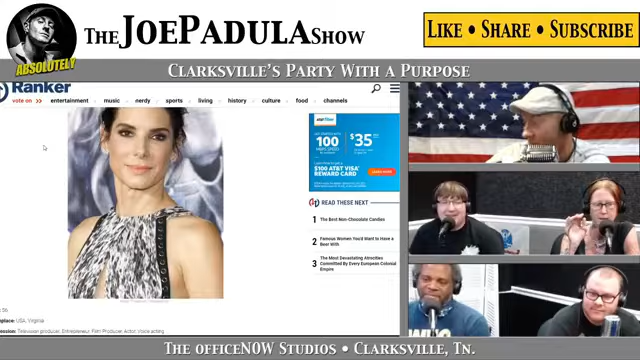 THE JOEPADULA SHOW
ABSOLUTELY
LIKE • SHARE • SUBSCRIBE
CLARKSVILLE'S PARTY WITH A PURPOSE
Ranker
vote on >> entertainment music nerdy sports living history culture food channels
100
$35
$100 AT&T VISA®
REWARD CARD
READ THESE NEXT
1 The Best Non-Chocolate Candies
2 Famous Women You'd Want to Have a
Beer With
3 The Most Devastating Atrocities
Committed By Every European Colonial
Empire
USA, Virginia
Television producer, Entrepreneur, Film Producer, Actor, Voice acting
THE OFFICENOW STUDIOS • CLARKSVILLE, TN.